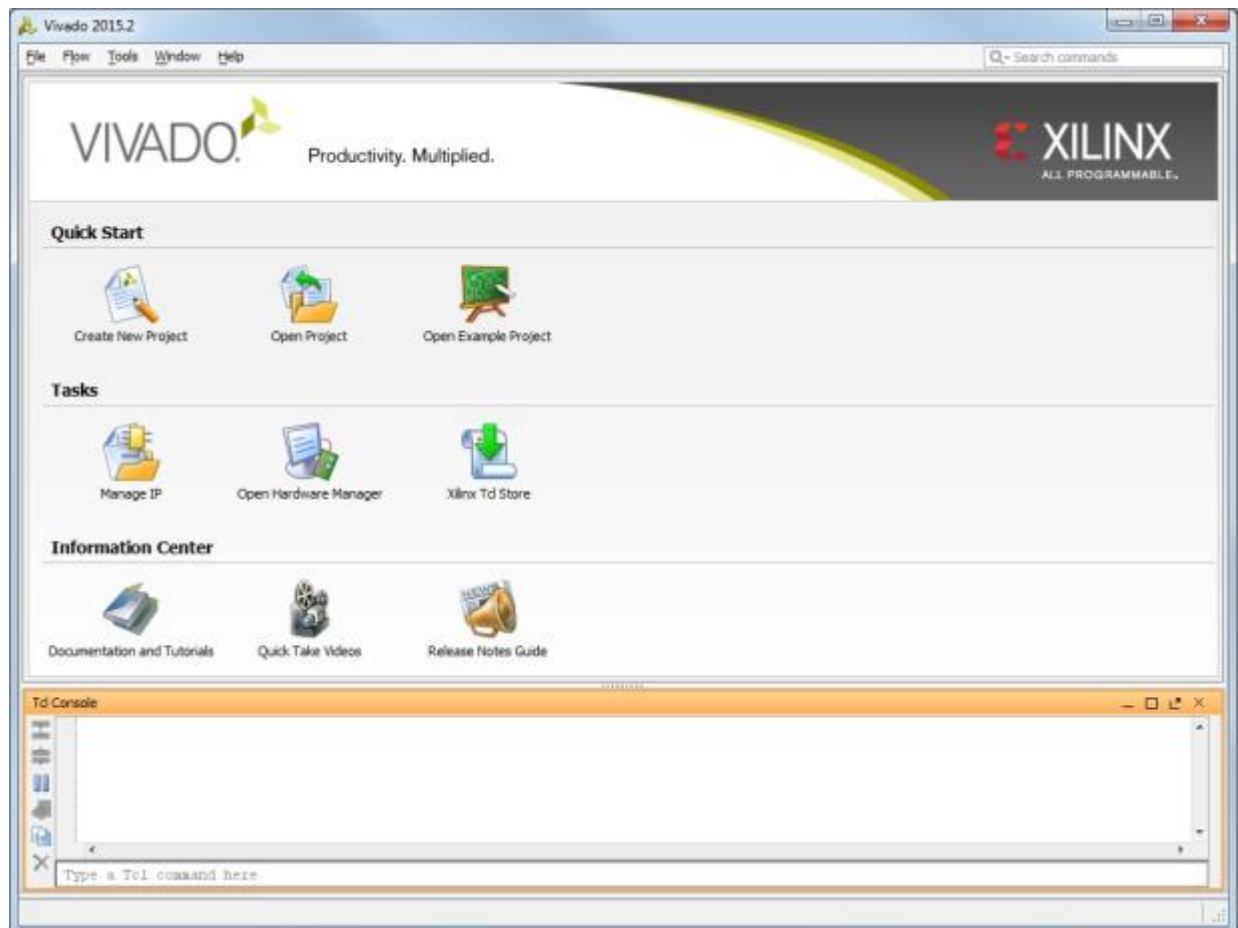 Vivado 2015.2
File Flow Tools Window Help
Search commands
VIVADO.
Productivity. Multiplied.
XILINX
ALL PROGRAMMABLE.
Quick Start
Create New Project Open Project Open Example Project
Tasks
Manage IP Open Hardware Manager Xilinx Tcl Store
Information Center
NEWS
Documentation and Tutorials Quick Take Videos Release Notes Guide
Tcl Console
Type a Tcl command here